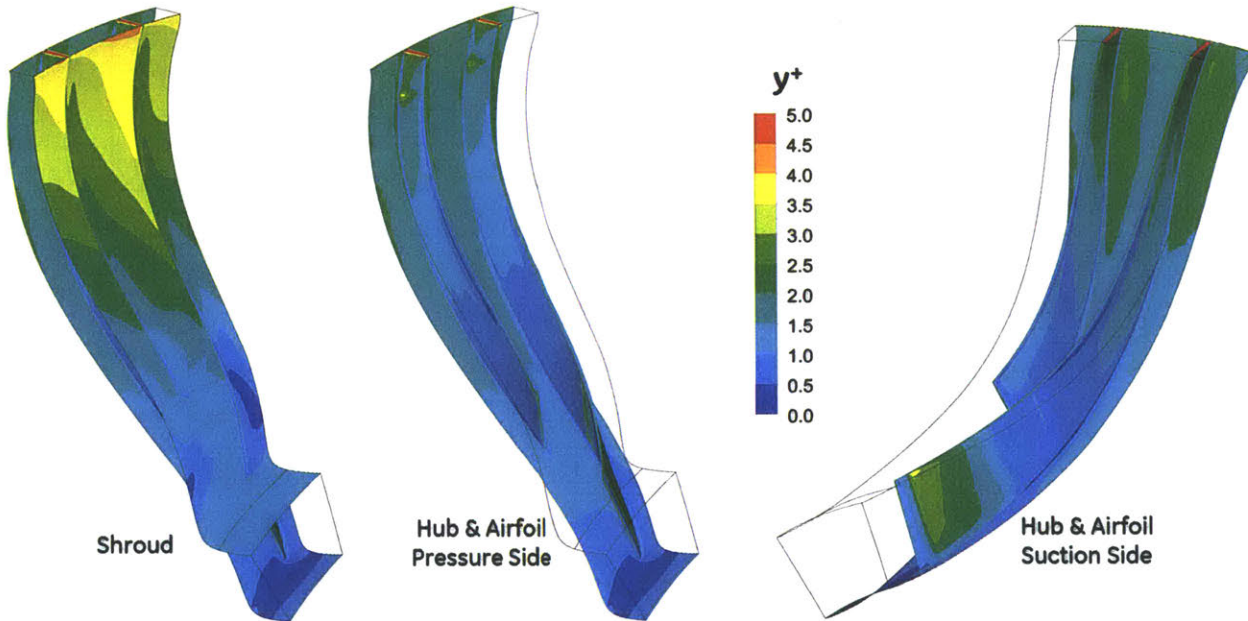 y+
5.0
4.5
4.0
3.5
3.0
2.5
2.0
1.5
1.0
0.5
0.0
Shroud
Hub & Airfoil
Pressure Side
Hub & Airfoil
Suction Side